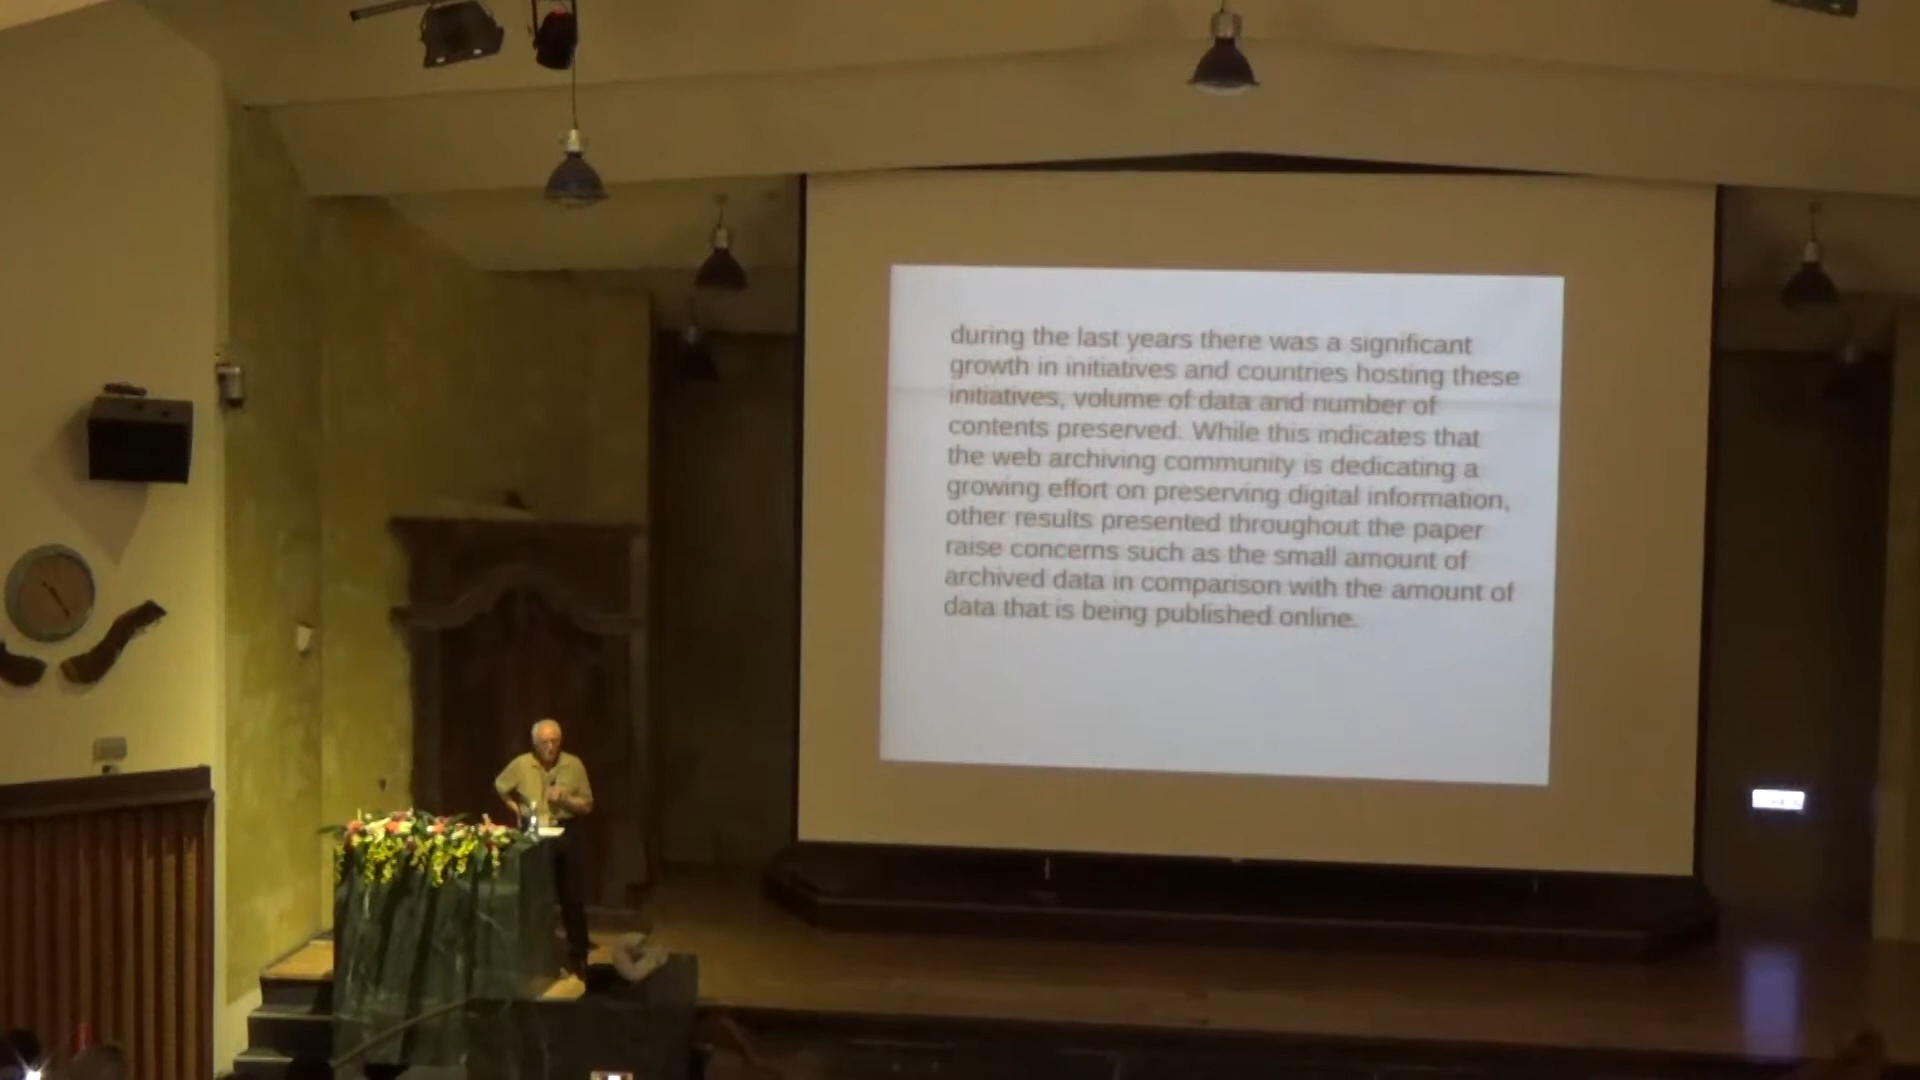 during the last years there was a significant
growth in initiatives and countries hosting these
initiatives, volume of data and number of
contents preserved. While this indicates that
the web archiving community is dedicating a
growing effort on preserving digital information,
other results presented throughout the paper
raise concerns such as the small amount of
archived data in comparison with the amount of
data that is being published online.